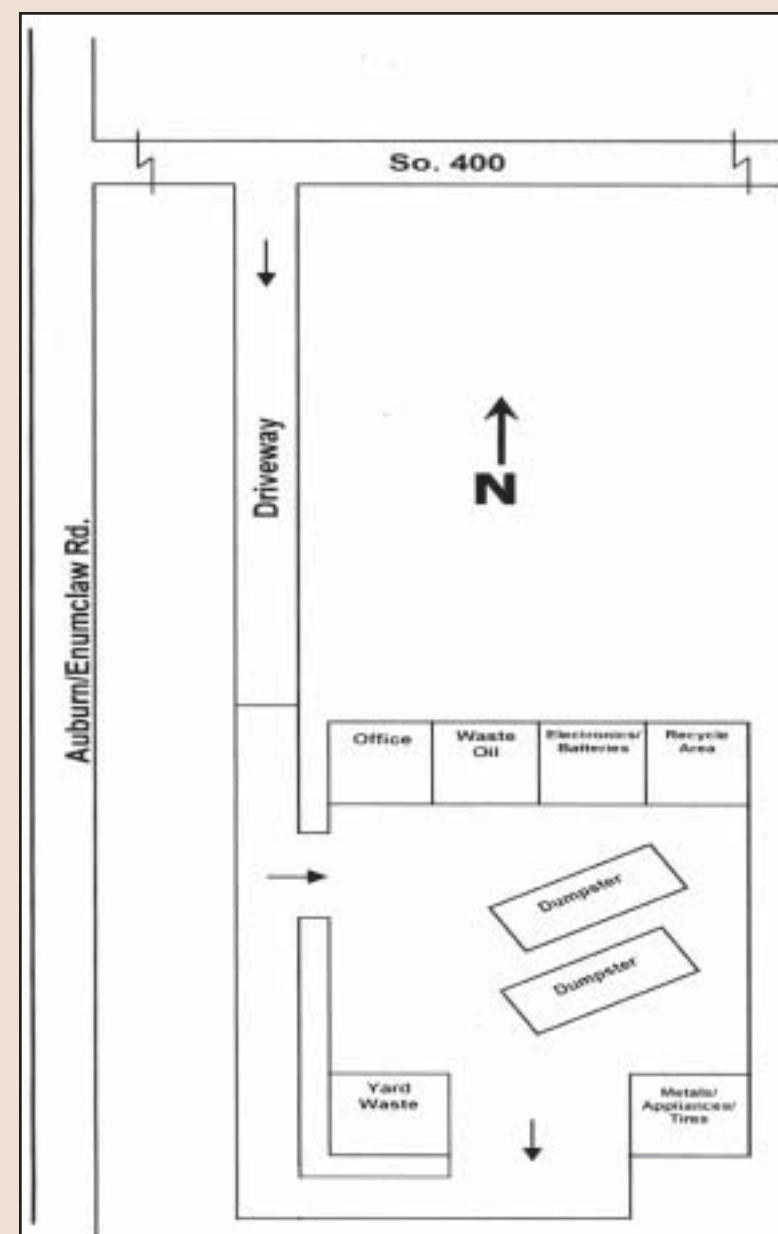 So. 400
Driveway
N
Auburn/Enumclaw Rd.
Office
Waste
Oil
Electronics/
Batteries
Recycle
Area
Dumpster
Dumpster
Yard
Waste
Metals/
Appliances/
Tires